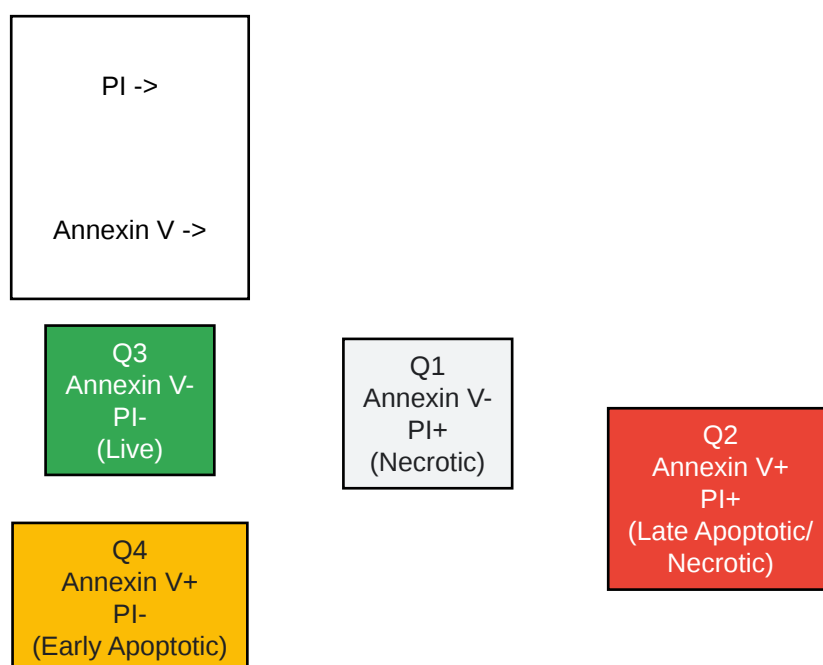 PI ->
Annexin V ->
Q3
Annexin V-
PI-
(Live)
Q1
Annexin V-
PI+
(Necrotic)
Q2
Annexin V+
PI+
(Late Apoptotic/
Necrotic)
Q4
Annexin V+
PI-
(Early Apoptotic)